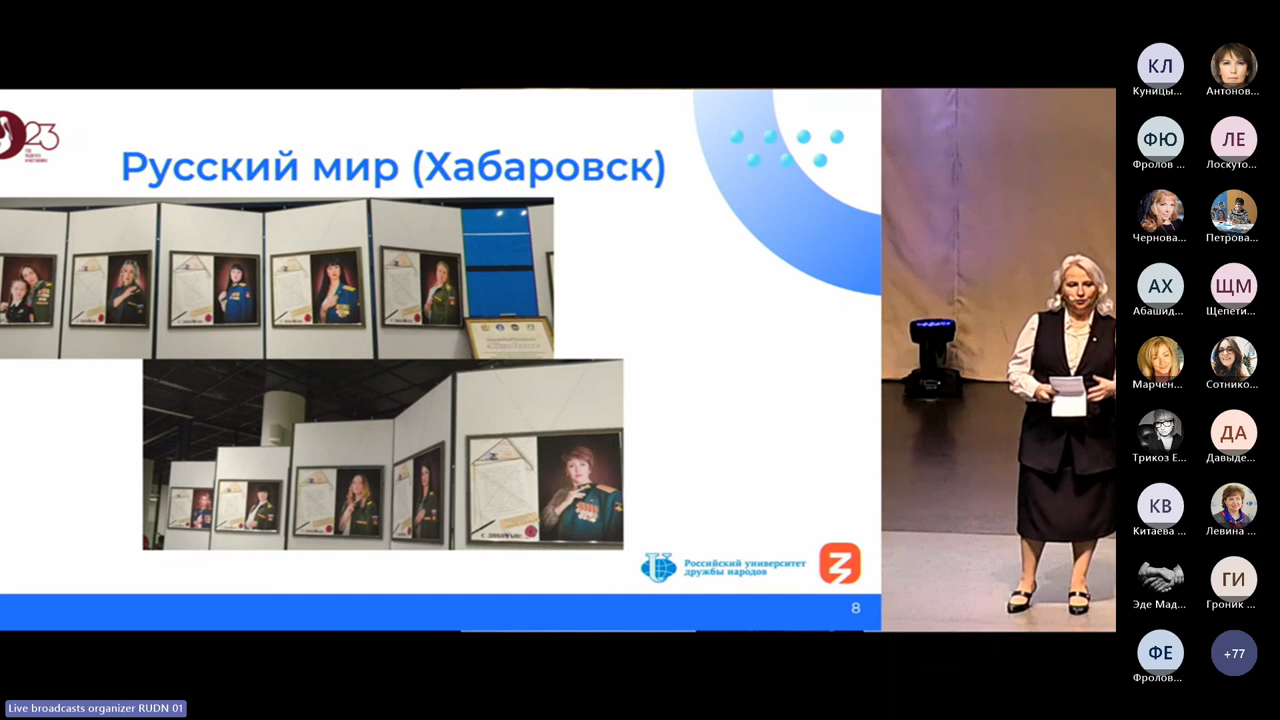 23
Русский мир (Хабаровск)
с любовью!
Российский университет
дружбы народов
8
КЛ
Куницы...
Антонов...
ФЮ
Фролов ...
ЛЕ
Лоскуто...
Чернова...
Петрова...
АХ
Абашид...
ЩМ
Щепети...
Марчен...
Сотнико...
Трикоз Е...
ДА
Давыде...
КВ
Китаева ...
Левина ...
Эде Мад...
ГИ
Гроник ...
ФЕ
Фролов...
+77
Live broadcasts organizer RUDN 01